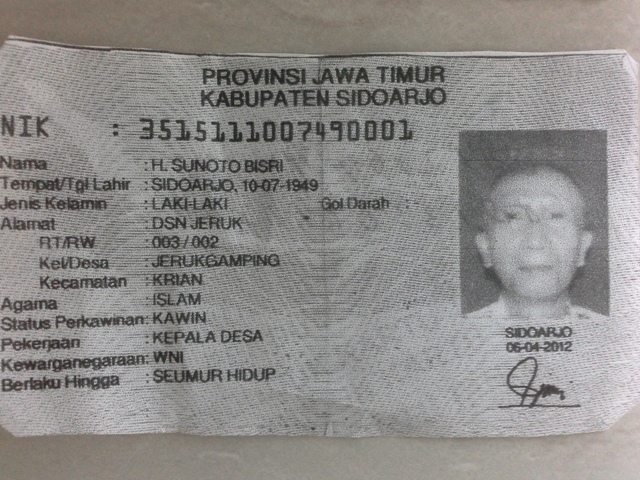 PROVINSI JAWA TIMUR
KABUPATEN SIDOARJO
NIK : 3515111007490001
Nama : H. SUNOTO BISRI
Tempat/Tgl Lahir : SIDOARJO, 10-07-1949
Jenis Kelamin : LAKI-LAKI Gol Darah :
Alamat : DSN JERUK
RT/RW : 003 / 002
Kel/Desa : JERUKGAMPING
Kecamatan : KRIAN
Agama : ISLAM
Status Perkawinan : KAWIN
Pekerjaan : KEPALA DESA
Kewarganegaraan : WNI
Berlaku Hingga : SEUMUR HIDUP
SIDOARJO
06-04-2012